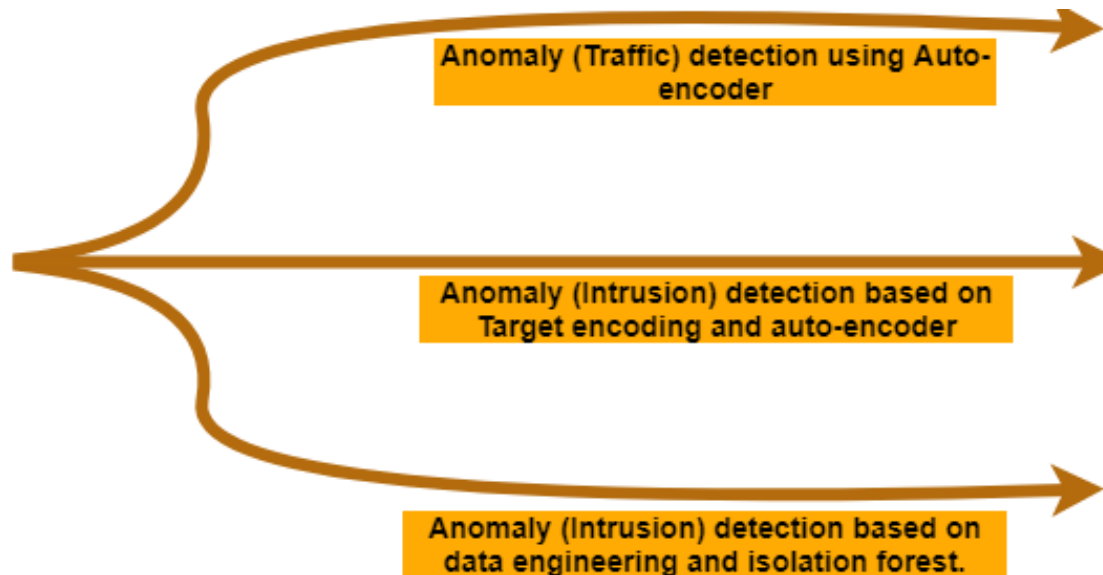 Anomaly (Traffic) detection using Auto-
encoder
Anomaly (Intrusion) detection based on
Target encoding and auto-encoder
Anomaly (Intrusion) detection based on
data engineering and isolation forest.